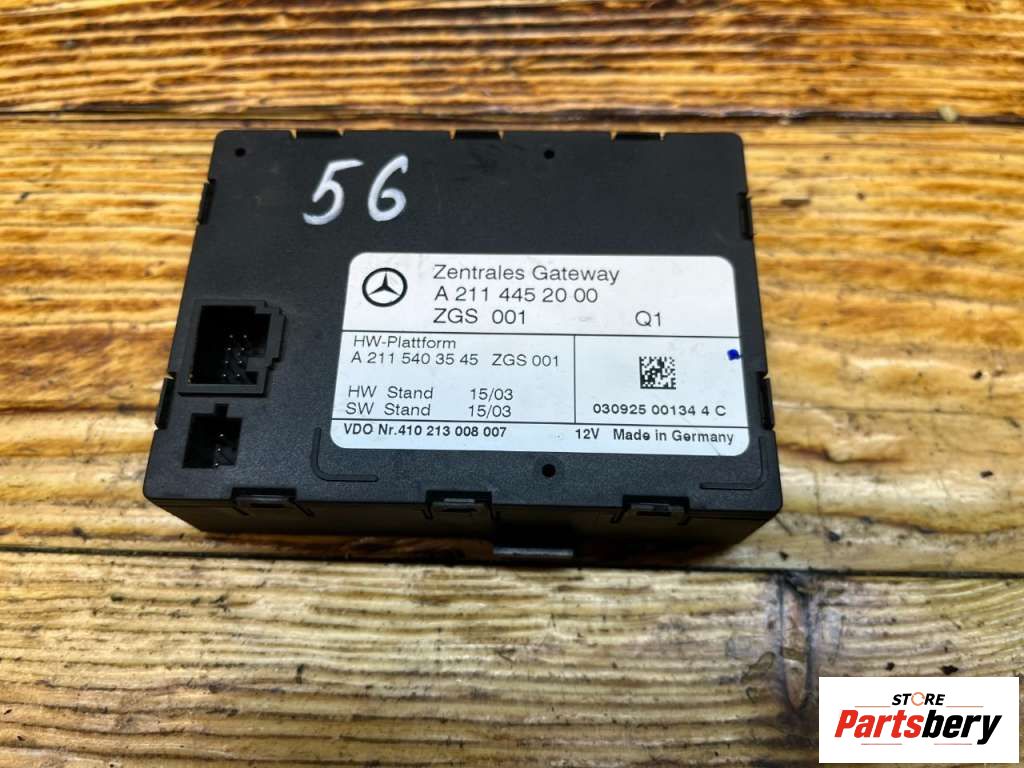 56
Zentrales Gateway
A 211 445 20 00
ZGS 001 Q1
HW-Plattform
A 211 540 35 45 ZGS 001
HW Stand 15/03
SW Stand 15/03
030925 00134 4 C
VDO Nr.410 213 008 007 12V Made in Germany
STORE
Partsbery